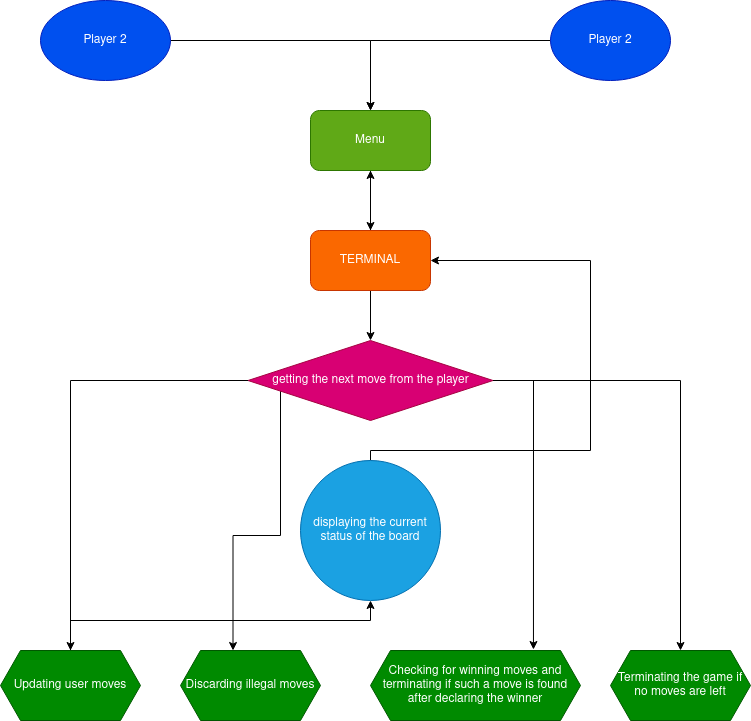 Player 2
Player 2
Menu
TERMINAL
getting the next move from the player
displaying the current
status of the board
Updating user moves
Discarding illegal moves
Checking for winning moves and
terminating if such a move is found
after declaring the winner
Terminating the game if
no moves are left